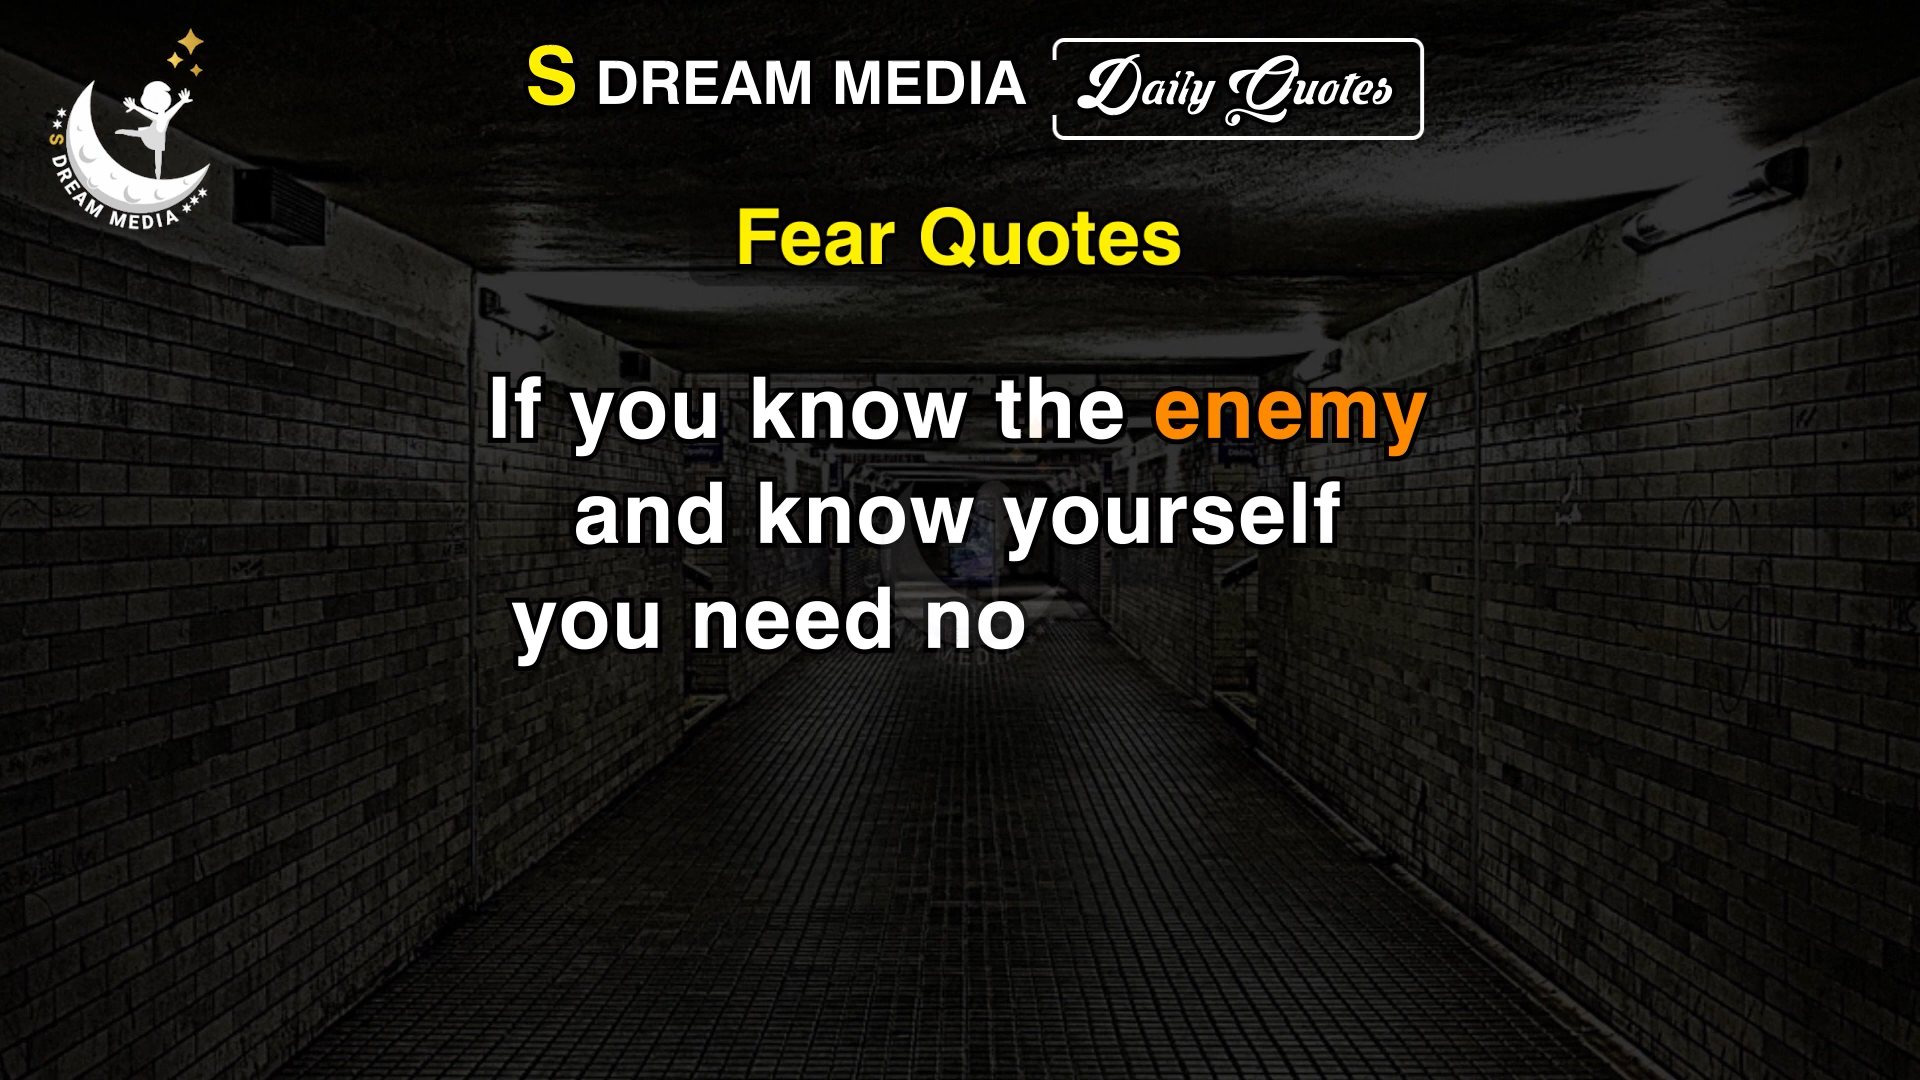 S DREAM MEDIA
S DREAM MEDIA Daily Quotes
Fear Quotes
If you know the enemy
and know yourself
you need no